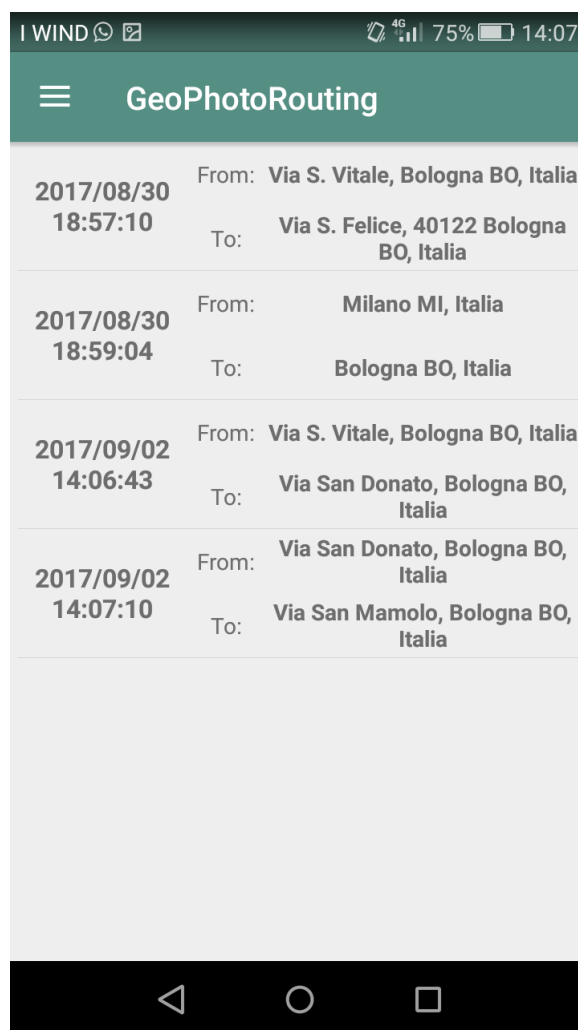 I WIND 4G 75% 14:07
GeoPhotoRouting
2017/08/30
18:57:10
From: Via S. Vitale, Bologna BO, Italia
To: Via S. Felice, 40122 Bologna
BO, Italia
2017/08/30
18:59:04
From: Milano MI, Italia
To: Bologna BO, Italia
2017/09/02
14:06:43
From: Via S. Vitale, Bologna BO, Italia
To: Via San Donato, Bologna BO,
Italia
2017/09/02
14:07:10
From: Via San Donato, Bologna BO,
Italia
To: Via San Mamolo, Bologna BO,
Italia